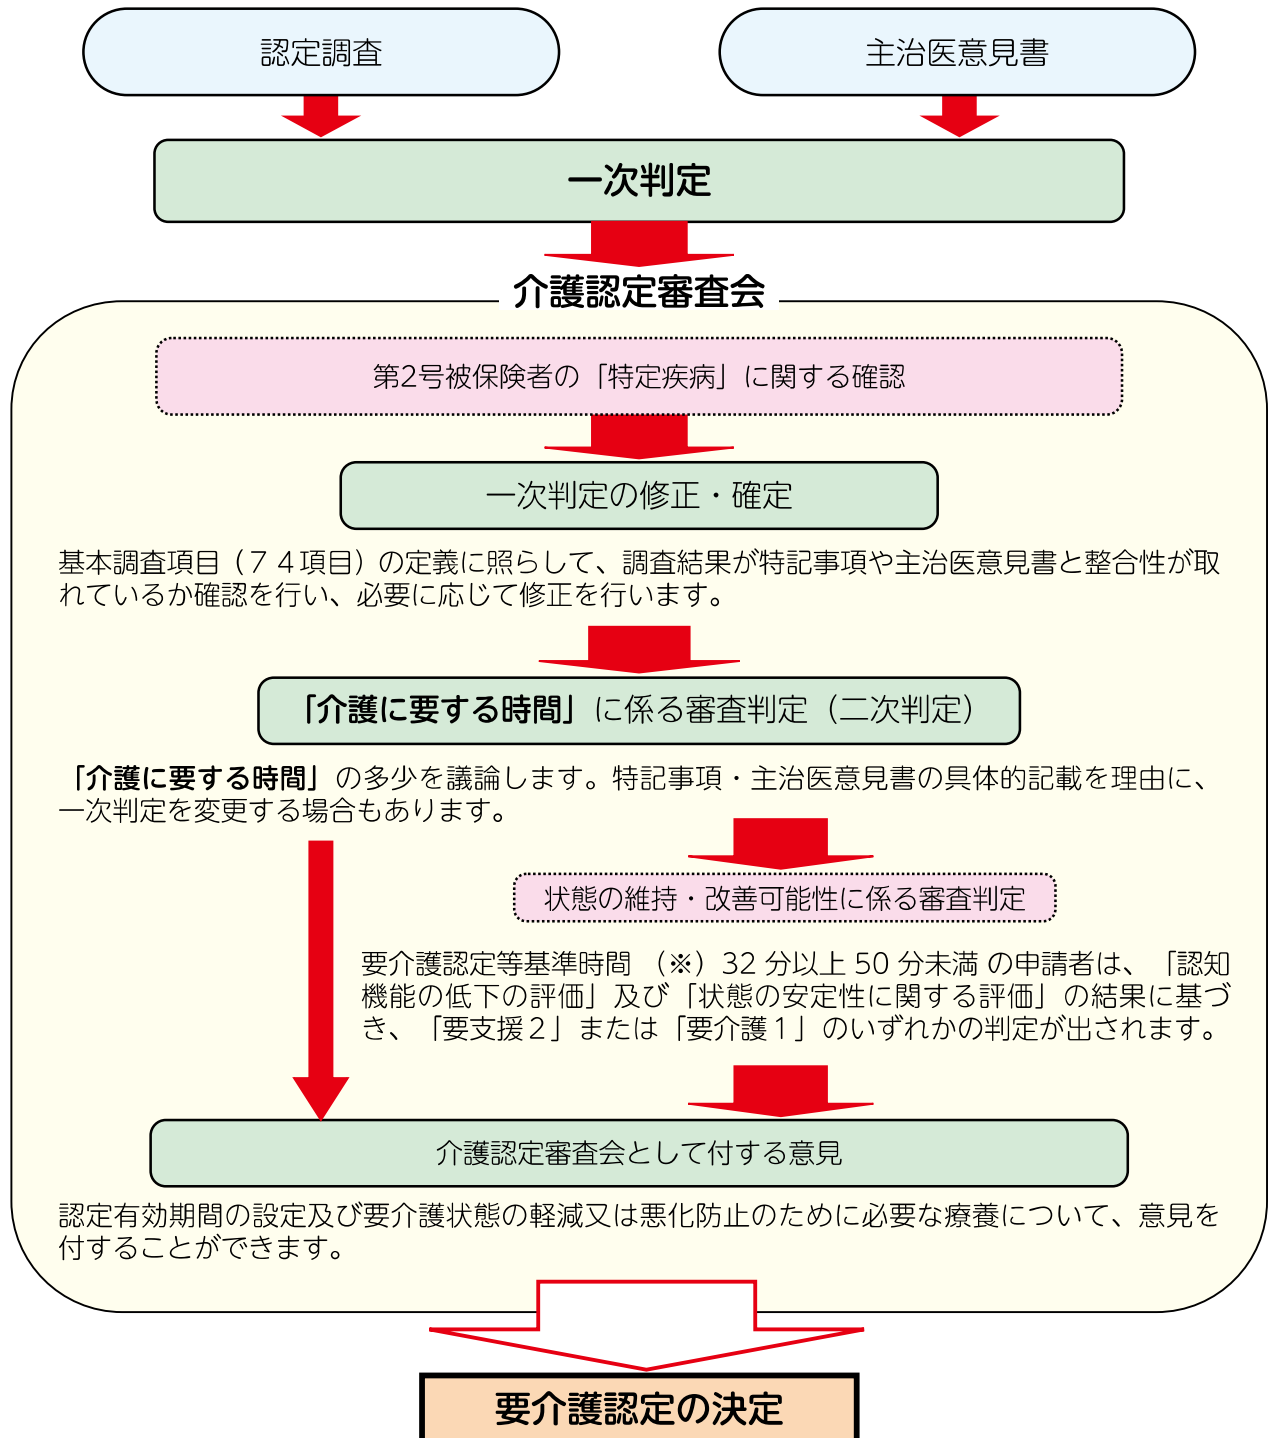 認定調査
主治医意見書
一次判定
介護認定審査会
第2号被保険者の「特定疾病」に関する確認
一次判定の修正・確定
基本調査項目（７４項目）の定義に照らして、調査結果が特記事項や主治医意見書と整合性が取
れているか確認を行い、必要に応じて修正を行います。
「介護に要する時間」に係る審査判定（二次判定）
「介護に要する時間」の多少を議論します。特記事項・主治医意見書の具体的記載を理由に、
一次判定を変更する場合もあります。
状態の維持・改善可能性に係る審査判定
要介護認定等基準時間 （※）32 分以上 50 分未満 の申請者は、「認知
機能の低下の評価」及び「状態の安定性に関する評価」の結果に基づ
き、「要支援２」または「要介護１」のいずれかの判定が出されます。
介護認定審査会として付する意見
認定有効期間の設定及び要介護状態の軽減又は悪化防止のために必要な療養について、意見を
付することができます。
要介護認定の決定